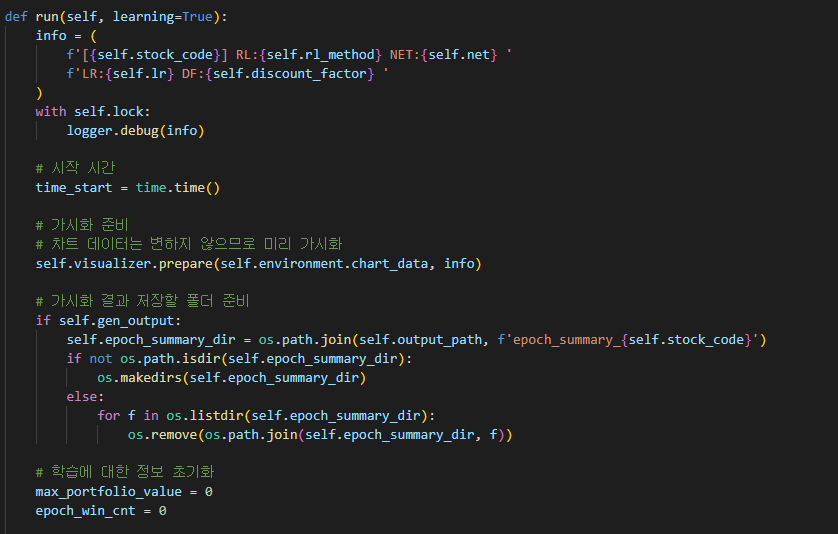 def run(self, learning=True):
    info = (
        f'[{self.stock_code}] RL:{self.rl_method} NET:{self.net} '
        f'LR:{self.lr} DF:{self.discount_factor} '
    )
    with self.lock:
        logger.debug(info)
    # 시작 시간
    time_start = time.time()
    # 가시화 준비
    # 차트 데이터는 변하지 않으므로 미리 가시화
    self.visualizer.prepare(self.environment.chart_data, info)
    # 가시화 결과 저장할 폴더 준비
    if self.gen_output:
        self.epoch_summary_dir = os.path.join(self.output_path, f'epoch_summary_{self.stock_code}')
        if not os.path.isdir(self.epoch_summary_dir):
            os.makedirs(self.epoch_summary_dir)
        else:
            for f in os.listdir(self.epoch_summary_dir):
                os.remove(os.path.join(self.epoch_summary_dir, f))
    # 학습에 대한 정보 초기화
    max_portfolio_value = 0
    epoch_win_cnt = 0